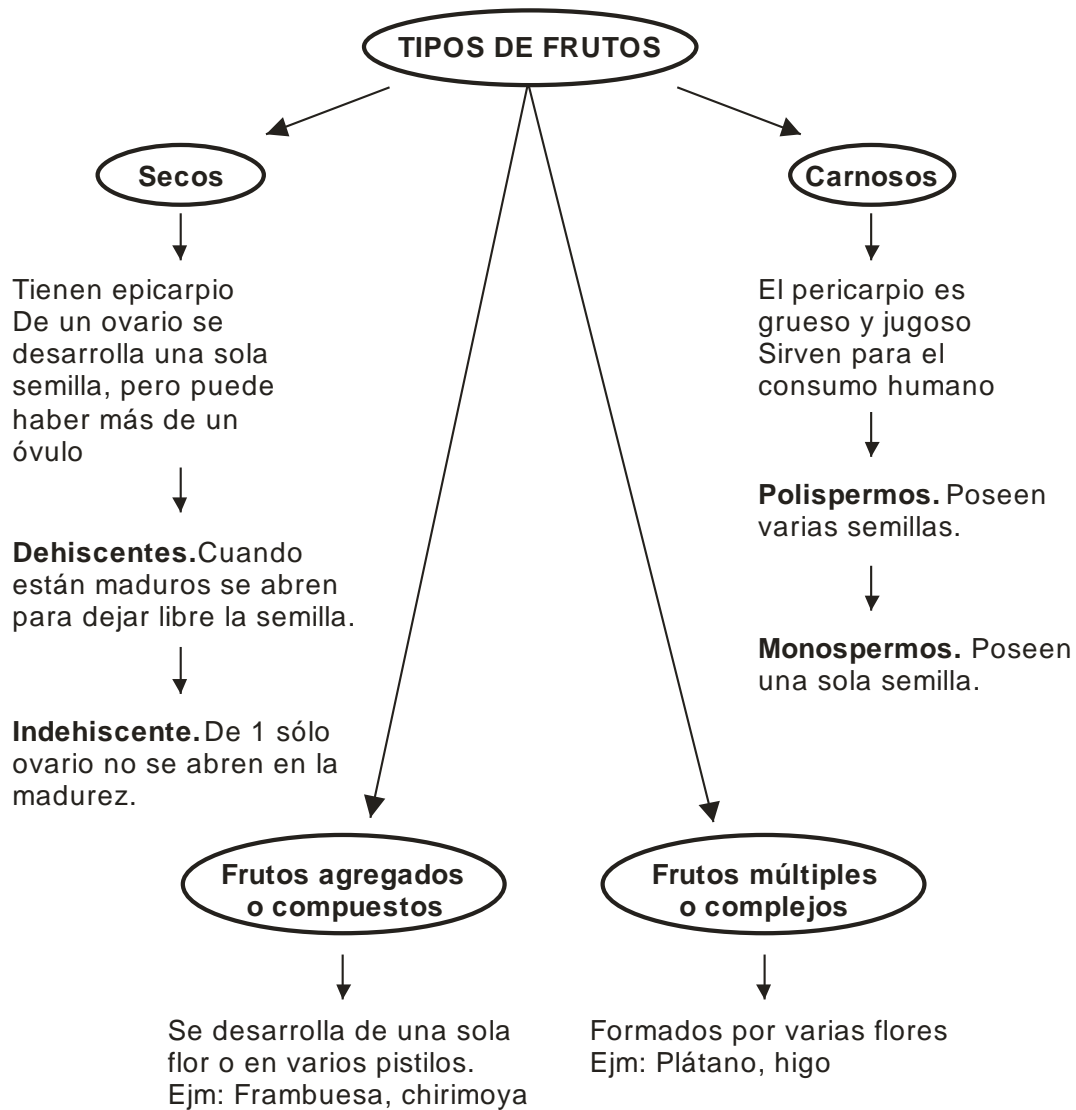 TIPOS DE FRUTOS
Secos
Tienen epicarpio
De un ovario se
desarrolla una sola
semilla, pero puede
haber más de un
óvulo
Dehiscentes.Cuando
están maduros se abren
para dejar libre la semilla.
Indehiscente. De 1 sólo
ovario no se abren en la
madurez.
Carnosos
El pericarpio es
grueso y jugoso
Sirven para el
consumo humano
Polispermos. Poseen
varias semillas.
Monospermos. Poseen
una sola semilla.
Frutos agregados
o compuestos
Se desarrolla de una sola
flor o en varios pistilos.
Ejm: Frambuesa, chirimoya
Frutos múltiples
o complejos
Formados por varias flores
Ejm: Plátano, higo